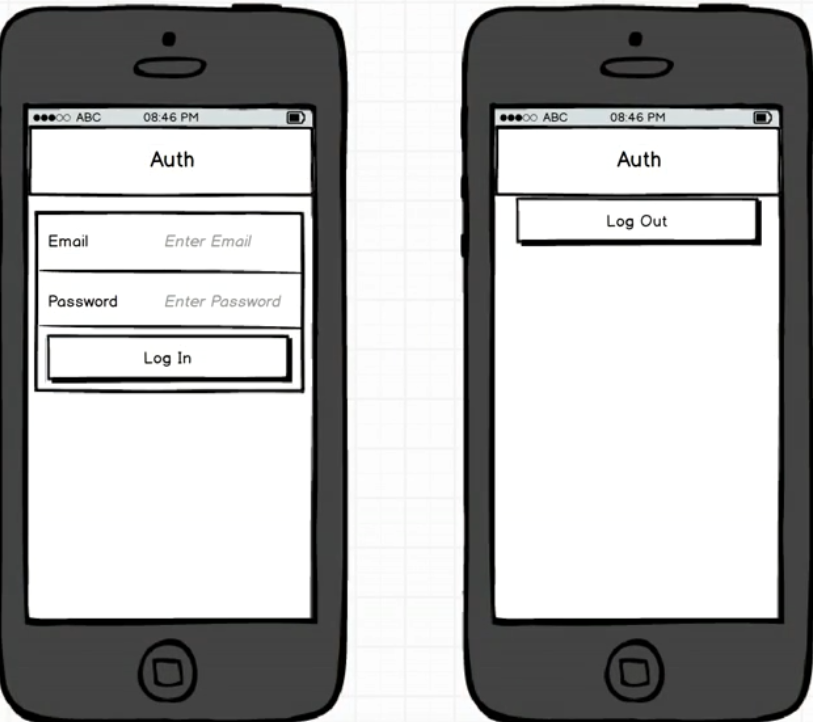 ABC 08:46 PM
Auth
Email Enter Email
Password Enter Password
Log In
ABC 08:46 PM
Auth
Log Out